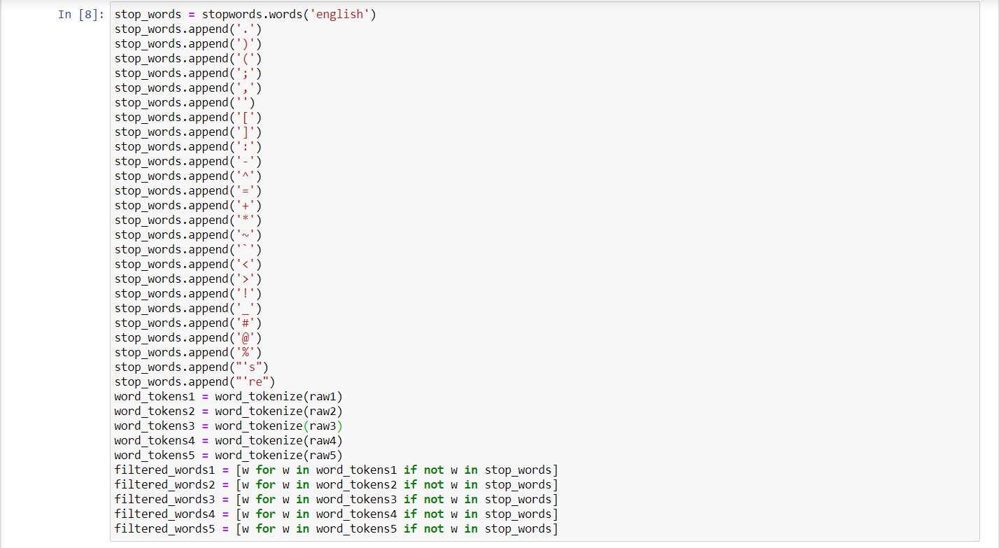 In [8]: stop_words = stopwords.words('english')
stop_words.append('.')
stop_words.append(')')
stop_words.append('(')
stop_words.append(';')
stop_words.append(',')
stop_words.append('')
stop_words.append('[')
stop_words.append(']')
stop_words.append(':')
stop_words.append('-')
stop_words.append('^')
stop_words.append('=')
stop_words.append('+')
stop_words.append('*')
stop_words.append('~')
stop_words.append('`')
stop_words.append('<')
stop_words.append('>')
stop_words.append('!')
stop_words.append('_')
stop_words.append('#')
stop_words.append('@')
stop_words.append('%')
stop_words.append("'s")
stop_words.append("'re")
word_tokens1 = word_tokenize(raw1)
word_tokens2 = word_tokenize(raw2)
word_tokens3 = word_tokenize(raw3)
word_tokens4 = word_tokenize(raw4)
word_tokens5 = word_tokenize(raw5)
filtered_words1 = [w for w in word_tokens1 if not w in stop_words]
filtered_words2 = [w for w in word_tokens2 if not w in stop_words]
filtered_words3 = [w for w in word_tokens3 if not w in stop_words]
filtered_words4 = [w for w in word_tokens4 if not w in stop_words]
filtered_words5 = [w for w in word_tokens5 if not w in stop_words]